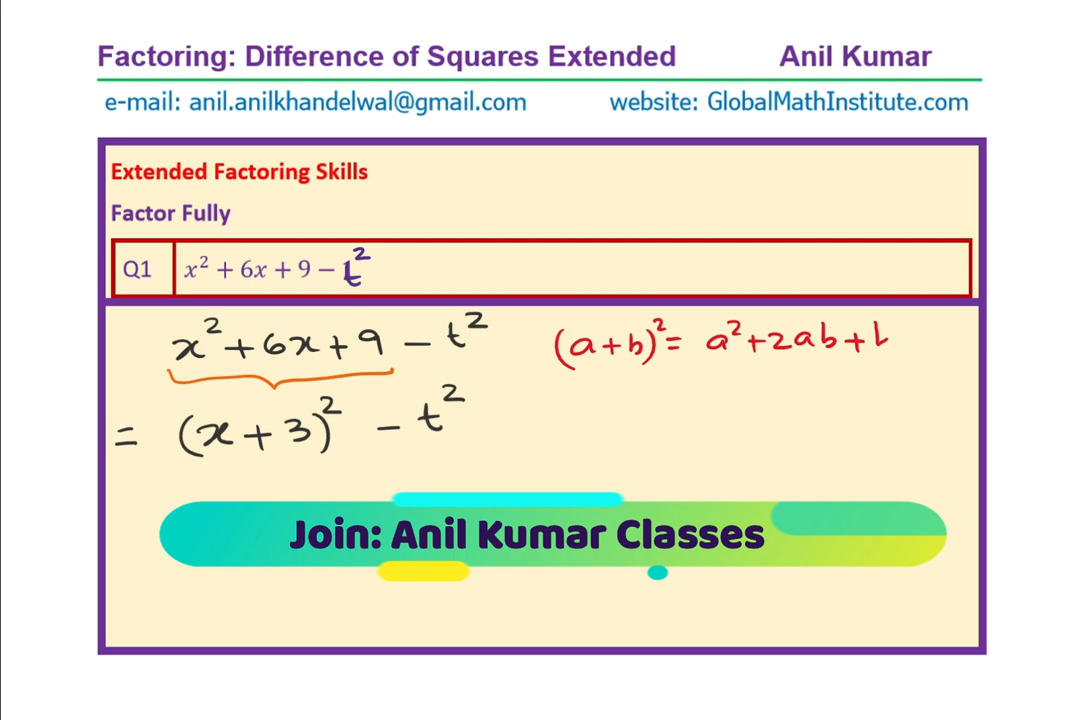 Factoring: Difference of Squares Extended Anil Kumar
e-mail: anil.anilkhandelwal@gmail.com website: GlobalMathInstitute.com
Extended Factoring Skills
Factor Fully
Q1 x² + 6x + 9 − t²
x² + 6x + 9 − t² (a+b)² = a² + 2ab + b
= (x + 3)² − t²
Join: Anil Kumar Classes